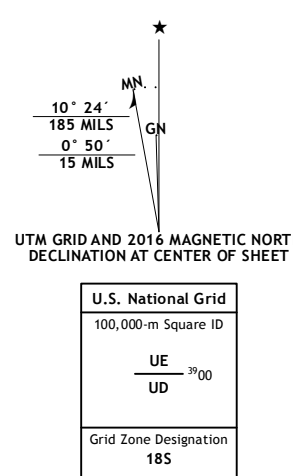 ★
MN
10° 24´
185 MILS
GN
0° 50´
15 MILS
UTM GRID AND 2016 MAGNETIC NORT
DECLINATION AT CENTER OF SHEET
U.S. National Grid
100,000-m Square ID
UE
3900
UD
Grid Zone Designation
18S